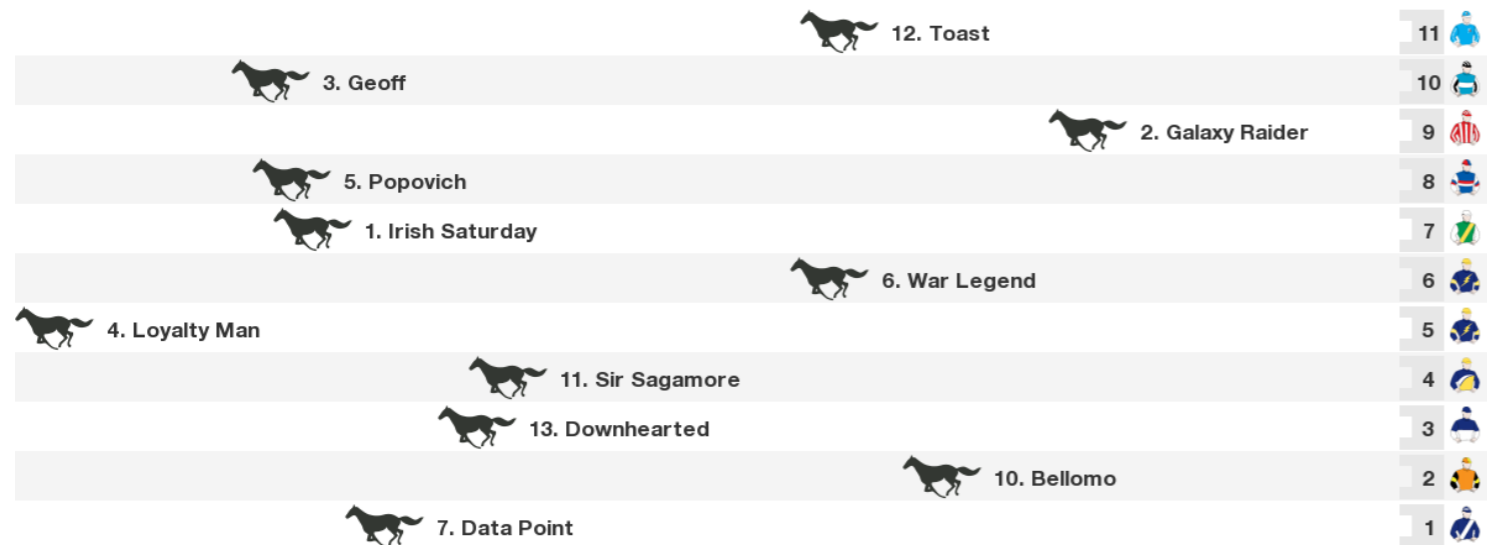 12. Toast 11
3. Geoff 10
2. Galaxy Raider 9
5. Popovich 8
1. Irish Saturday 7
6. War Legend 6
4. Loyalty Man 5
11. Sir Sagamore 4
13. Downhearted 3
10. Bellomo 2
7. Data Point 1